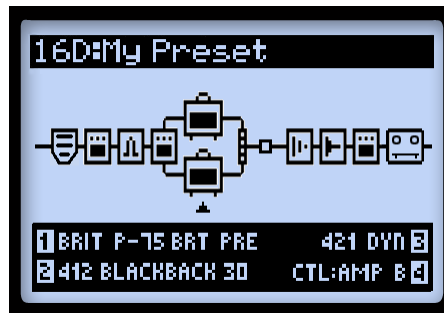 16D:My Preset
1 BRIT P-75 BRT PRE 421 DYN 3
2 412 BLACKBACK 30 CTL:AMP B 4